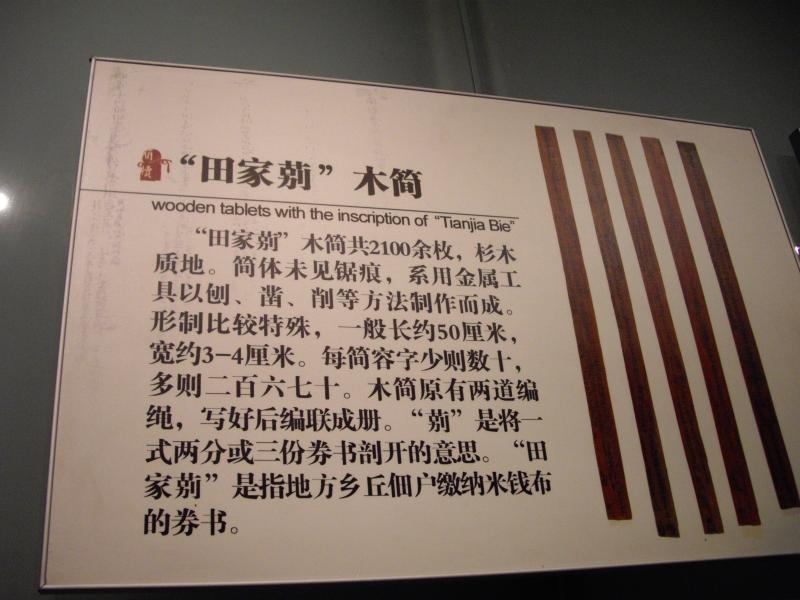 “田家莂”木简
wooden tablets with the inscription of “Tianjia Bie”
“田家莂”木简共2100余枚，杉木
质地。简体未见锯痕，系用金属工
具以刨、凿、削等方法制作而成。
形制比较特殊，一般长约50厘米，
宽约3-4厘米。每简容字少则数十，
多则二百六七十。木简原有两道编
绳，写好后编联成册。“莂”是将一
式两分或三份券书剖开的意思。“田
家莂”是指地方乡丘佃户缴纳米钱布
的券书。